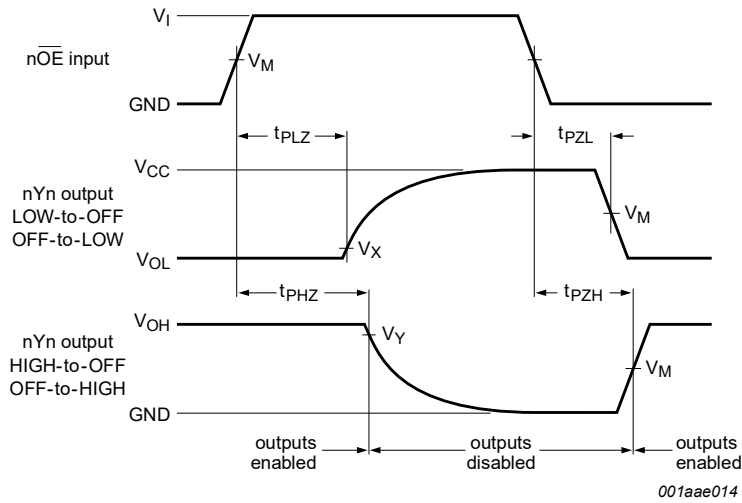 V_I
nO̅E̅ input
V_M
GND
t_PLZ
t_PZL
V_CC
nYn output
LOW-to-OFF
OFF-to-LOW
V_M
V_X
V_OL
t_PHZ
t_PZH
V_OH
nYn output
HIGH-to-OFF
OFF-to-HIGH
V_Y
V_M
GND
outputs
enabled
outputs
disabled
outputs
enabled
001aae014